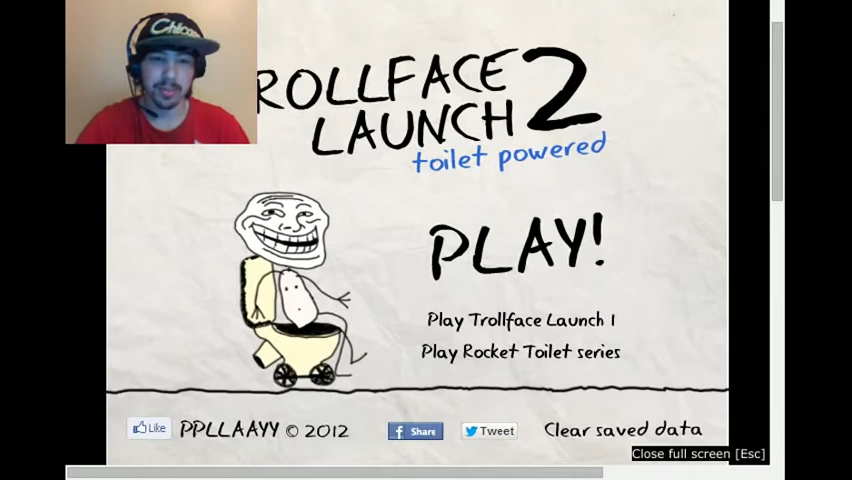 Chicago
ROLLFACE 2
LAUNCH
toilet powered
PLAY!
Play Trollface Launch 1
Play Rocket Toilet series
Like
PPLLAAYY © 2012
f Share
Tweet
Clear saved data
Close full screen [Esc]